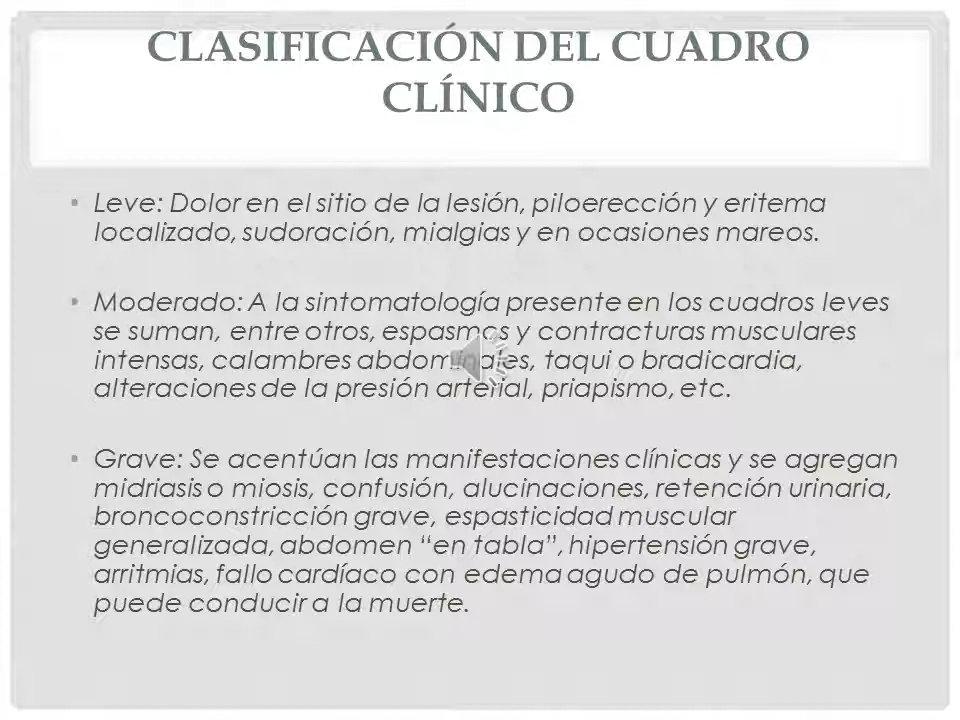 CLASIFICACIÓN DEL CUADRO
CLÍNICO
• Leve: Dolor en el sitio de la lesión, piloerección y eritema
localizado, sudoración, mialgias y en ocasiones mareos.
• Moderado: A la sintomatología presente en los cuadros leves
se suman, entre otros, espasmos y contracturas musculares
intensas, calambres abdominales, taqui o bradicardia,
alteraciones de la presión arterial, priapismo, etc.
• Grave: Se acentúan las manifestaciones clínicas y se agregan
midriasis o miosis, confusión, alucinaciones, retención urinaria,
broncoconstricción grave, espasticidad muscular
generalizada, abdomen “en tabla”, hipertensión grave,
arritmias, fallo cardíaco con edema agudo de pulmón, que
puede conducir a la muerte.